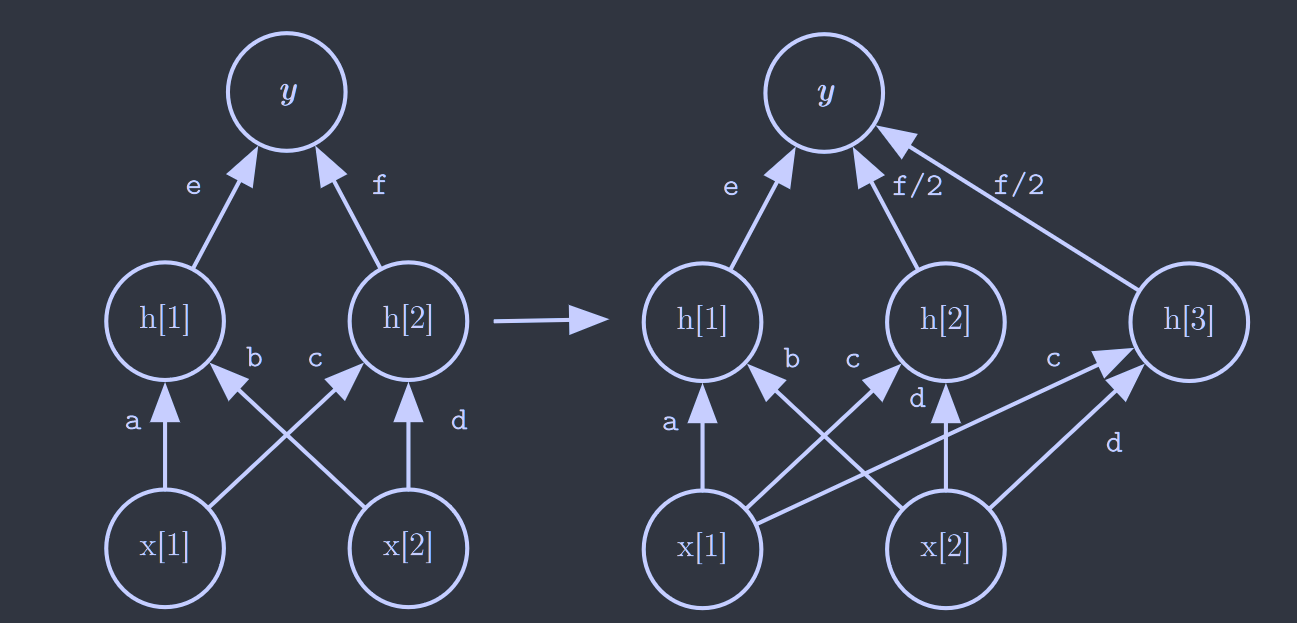 y y
e f e f/2 f/2
h[1] h[2] h[1] h[2] h[3]
b c b c c
a d a d d
x[1] x[2] x[1] x[2]